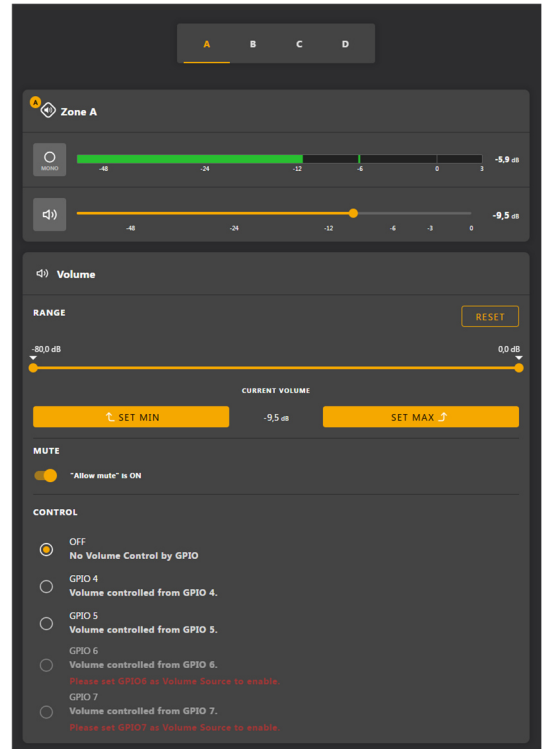 A B C D
A
Zone A
MONO
-48 -24 -12 -6 0 3
-5,9 dB
-48 -24 -12 -6 -3 0
-9,5 dB
Volume
RANGE
RESET
-80,0 dB 0,0 dB
CURRENT VOLUME
SET MIN -9,5 dB SET MAX
MUTE
"Allow mute" is ON
CONTROL
OFF
No Volume Control by GPIO
GPIO 4
Volume controlled from GPIO 4.
GPIO 5
Volume controlled from GPIO 5.
GPIO 6
Volume controlled from GPIO 6.
Please set GPIO6 as Volume Source to enable.
GPIO 7
Volume controlled from GPIO 7.
Please set GPIO7 as Volume Source to enable.